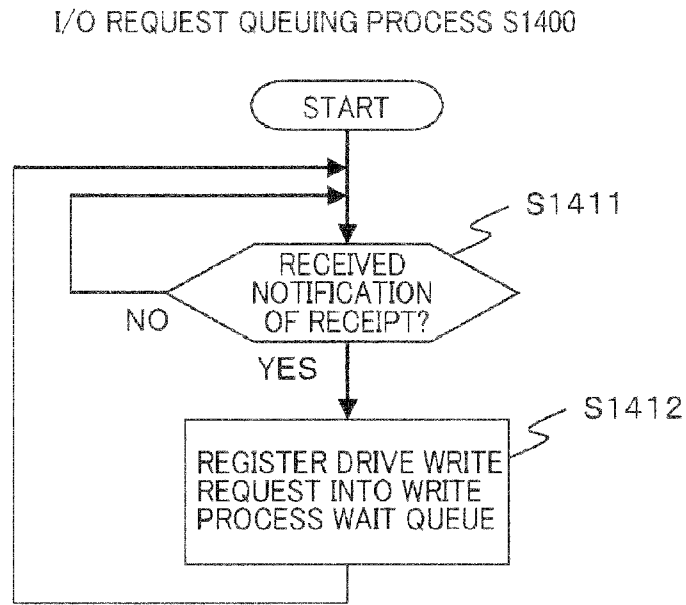 I/O REQUEST QUEUING PROCESS S1400
START
S1411
RECEIVED
NOTIFICATION
OF RECEIPT?
NO
YES
S1412
REGISTER DRIVE WRITE
REQUEST INTO WRITE
PROCESS WAIT QUEUE